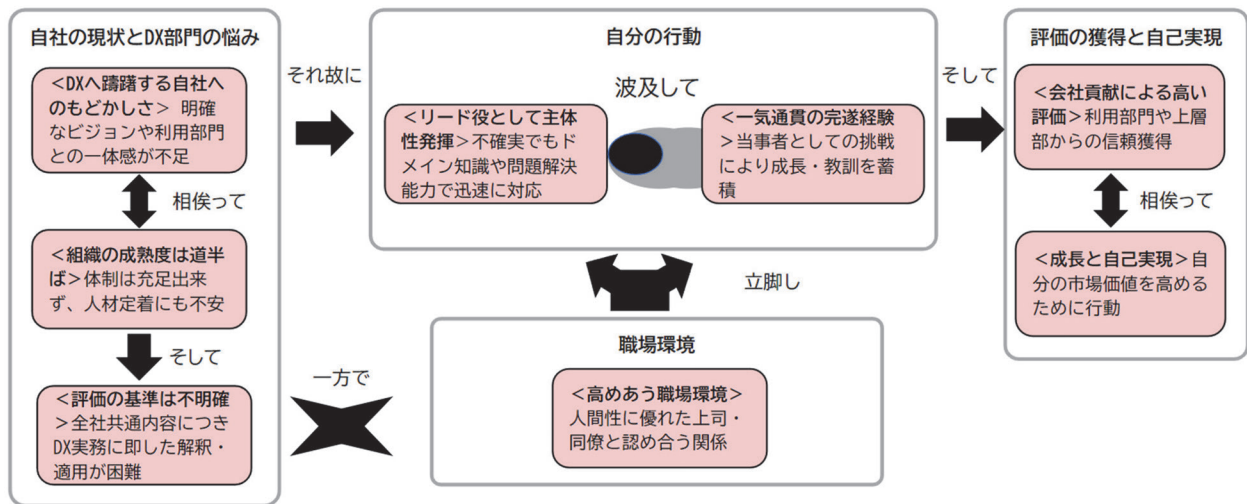 自社の現状とDX部門の悩み
<DXへ躊躇する自社へ
のもどかしさ> 明確
なビジョンや利用部門
との一体感が不足
相俟って
<組織の成熟度は道半
ば>体制は充足出来
ず、人材定着にも不安
そして
<評価の基準は不明確
>全社共通内容につき
DX実務に即した解釈・
適用が困難
それ故に
自分の行動
波及して
<リード役として主体
性発揮>不確実でもド
メイン知識や問題解決
能力で迅速に対応
<一気通貫の完遂経験
>当事者としての挑戦
により成長・教訓を蓄
積
立脚し
一方で
職場環境
<高めあう職場環境>
人間性に優れた上司・
同僚と認め合う関係
そして
評価の獲得と自己実現
<会社貢献による高い
評価>利用部門や上層
部からの信頼獲得
相俟って
<成長と自己実現>自
分の市場価値を高める
ために行動